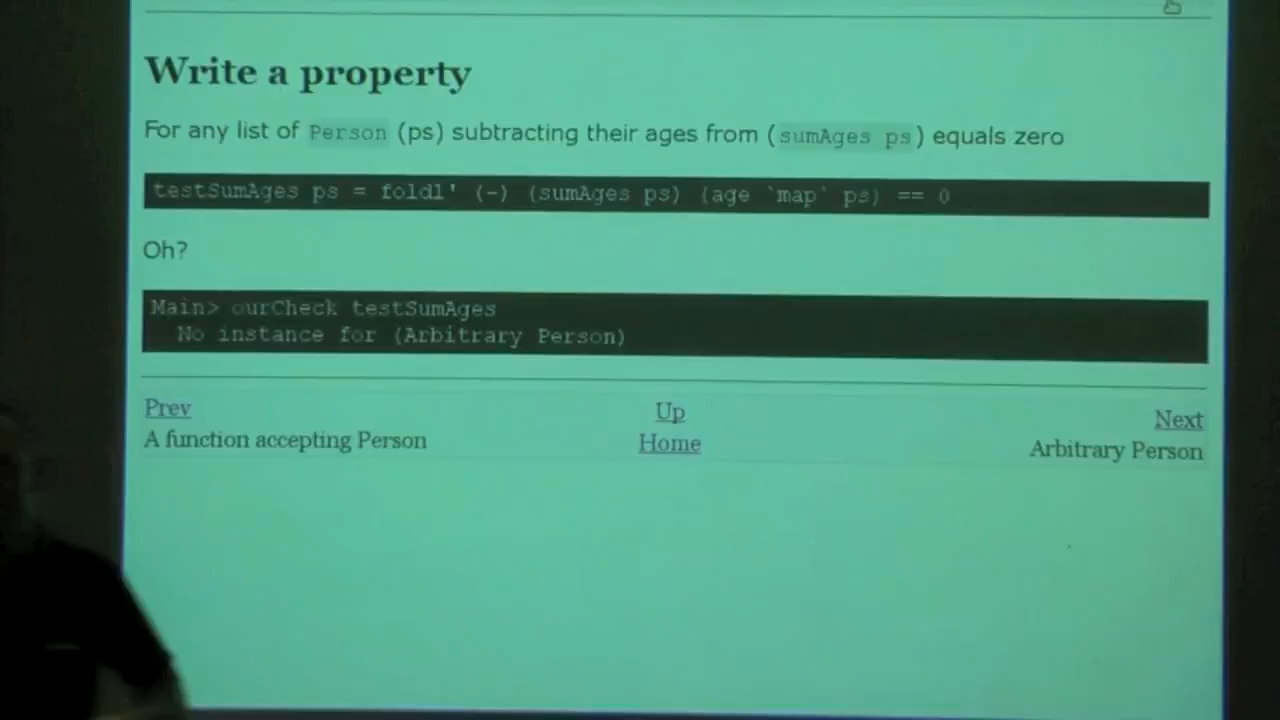 Write a property
For any list of Person (ps) subtracting their ages from (sumAges ps) equals zero
testSumAges ps = foldl' (-) (sumAges ps) (age `map` ps) == 0
Oh?
Main> ourCheck testSumAges
No instance for (Arbitrary Person)
Prev Up Next
A function accepting Person Home Arbitrary Person